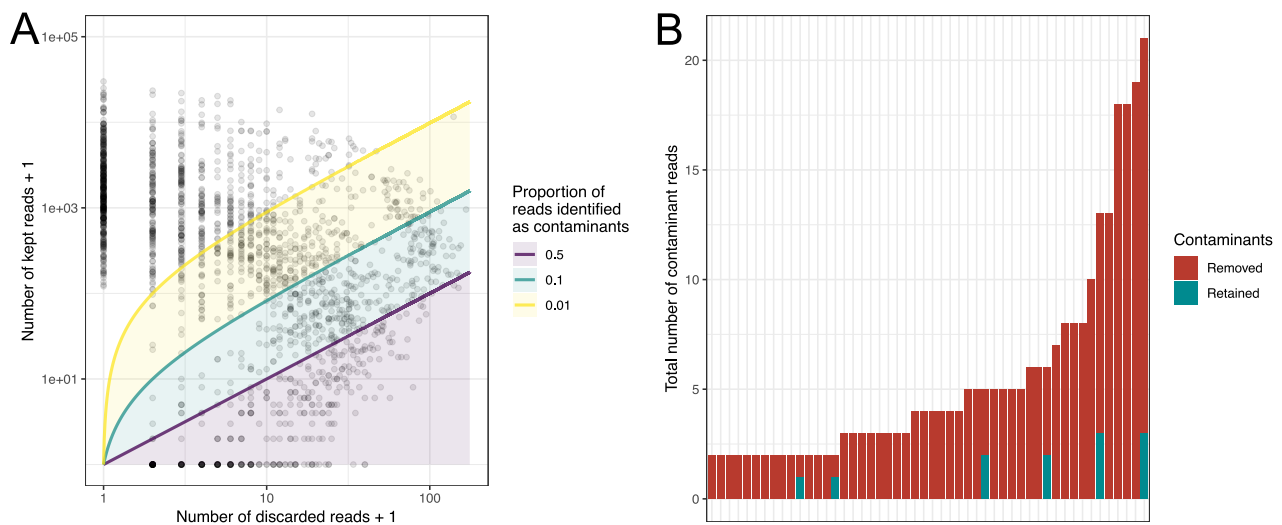 A
1e+05
1e+03
1e+01
Number of kept reads + 1
1
10
100
Number of discarded reads + 1
Proportion of
reads identified
as contaminants
0.5
0.1
0.01
B
20
15
10
5
0
Total number of contaminant reads
Contaminants
Removed
Retained